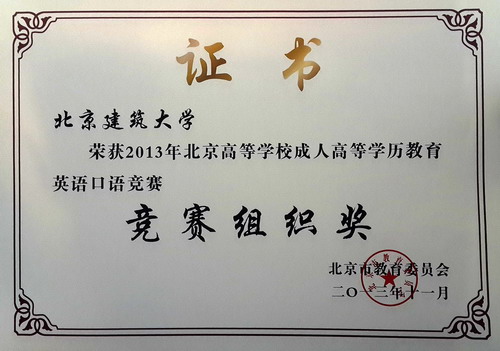 证书
北京建筑大学
荣获2013年北京高等学校成人高等学历教育
英语口语竞赛
竞赛组织奖
北京市教育委员会
二〇一三年十一月